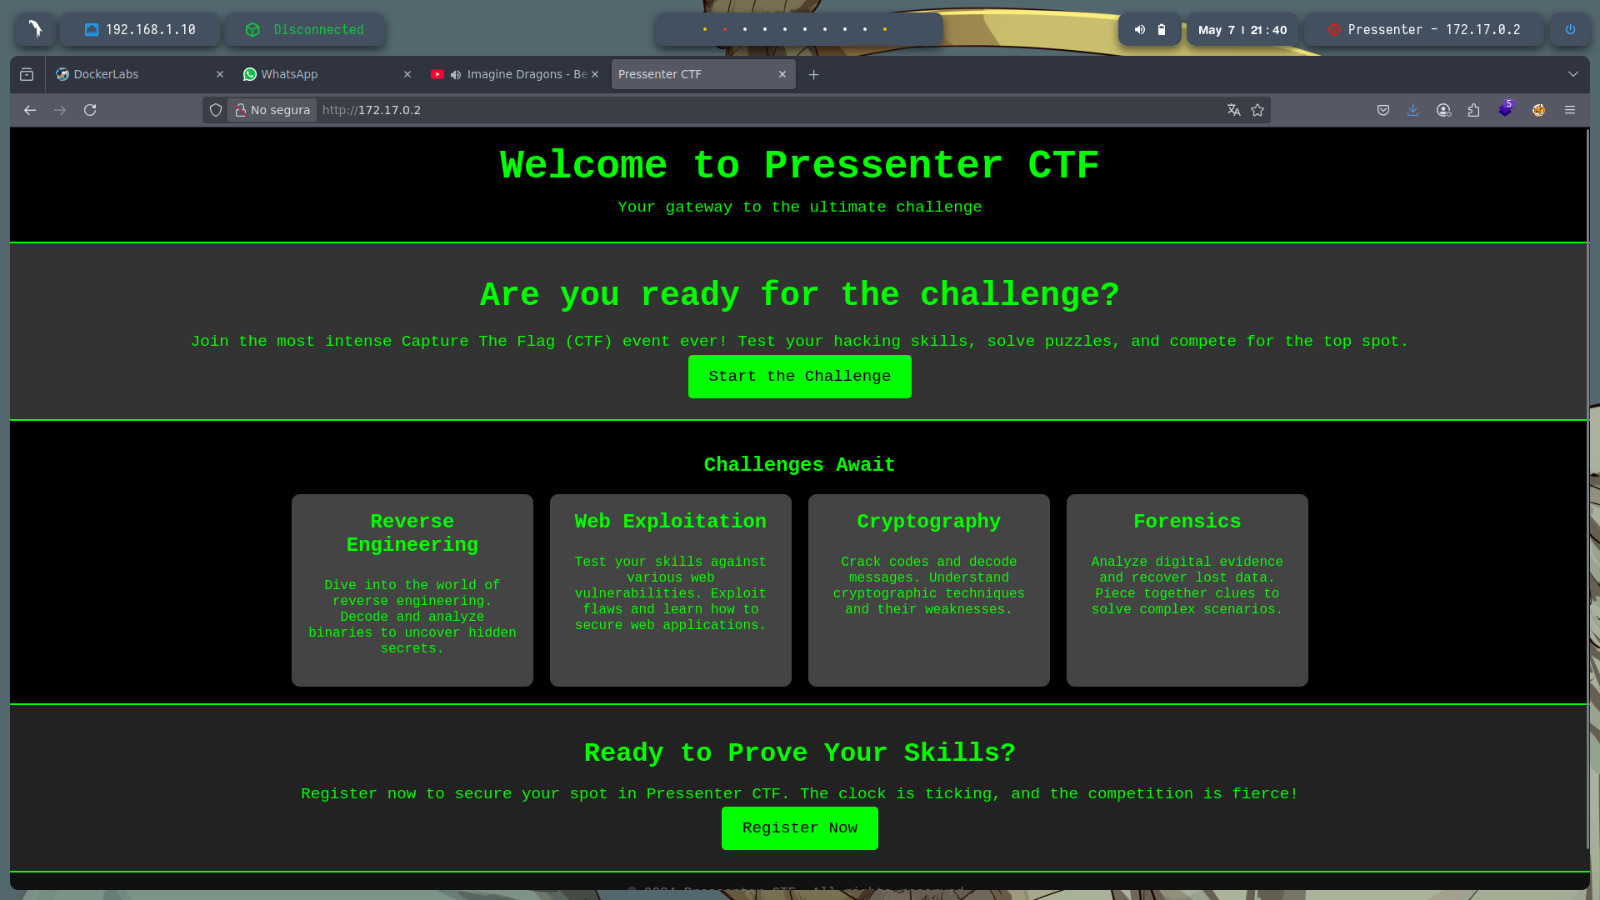 192.168.1.10
Disconnected
May 7 | 21:40
Pressenter - 172.17.0.2
DockerLabs
WhatsApp
Imagine Dragons - Be
Pressenter CTF
No segura
http://172.17.0.2
5
Welcome to Pressenter CTF
Your gateway to the ultimate challenge
Are you ready for the challenge?
Join the most intense Capture The Flag (CTF) event ever! Test your hacking skills, solve puzzles, and compete for the top spot.
Start the Challenge
Challenges Await
Reverse
Engineering
Dive into the world of
reverse engineering.
Decode and analyze
binaries to uncover hidden
secrets.
Web Exploitation
Test your skills against
various web
vulnerabilities. Exploit
flaws and learn how to
secure web applications.
Cryptography
Crack codes and decode
messages. Understand
cryptographic techniques
and their weaknesses.
Forensics
Analyze digital evidence
and recover lost data.
Piece together clues to
solve complex scenarios.
Ready to Prove Your Skills?
Register now to secure your spot in Pressenter CTF. The clock is ticking, and the competition is fierce!
Register Now
© 2024 Pressenter CTF. All rights reserved.